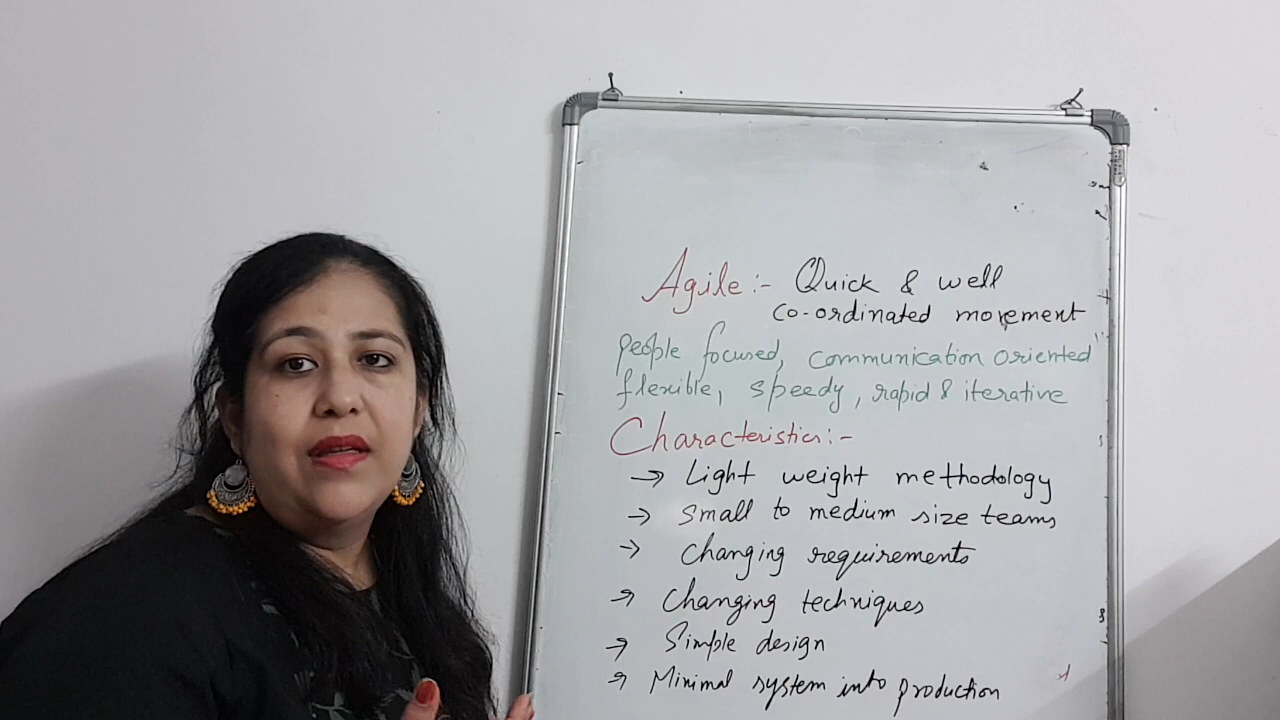 Agile :- Quick & well
co-ordinated movement
people focused, communication oriented
flexible, speedy, rapid & iterative
Characteristics :-
→ Light weight methodology
→ Small to medium size teams
→ Changing requirements
→ Changing techniques
→ Simple design
→ Minimal system into production